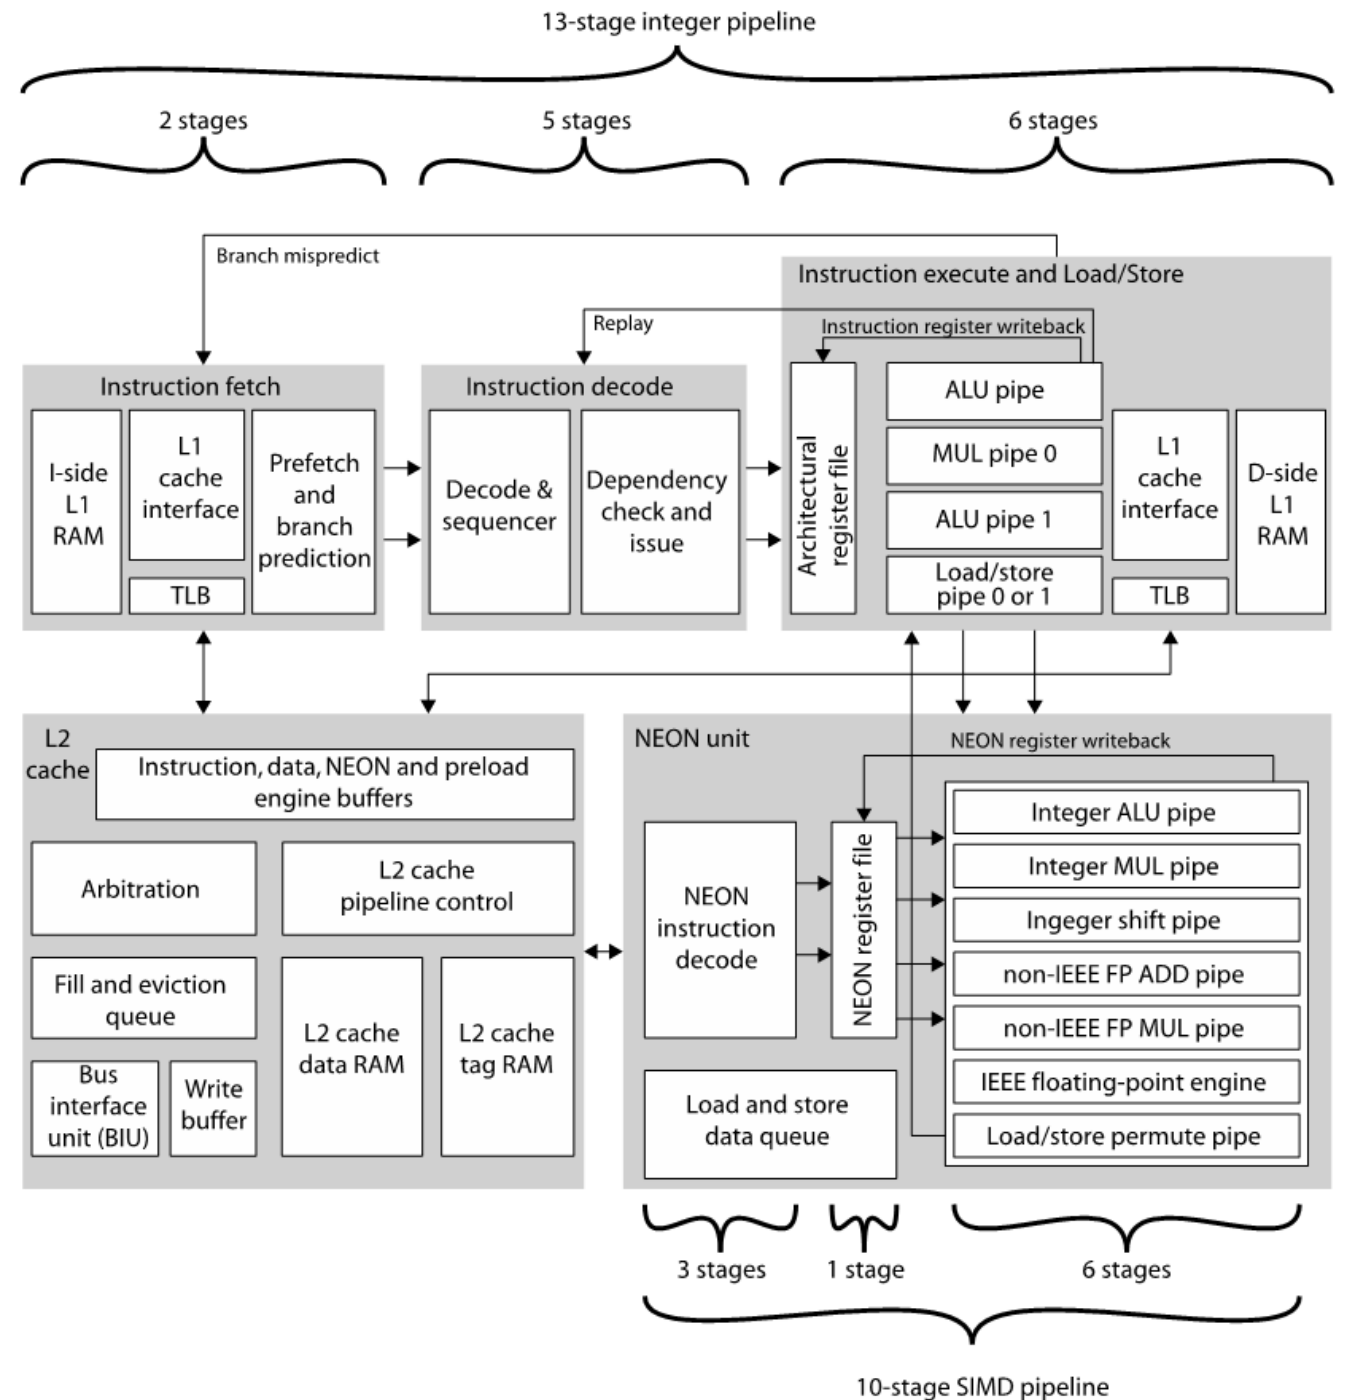 13-stage integer pipeline
2 stages
5 stages
6 stages
Branch mispredict
Instruction execute and Load/Store
Replay
Instruction register writeback
Instruction fetch
I-side
L1
RAM
L1
cache
interface
TLB
Prefetch
and
branch
prediction
Instruction decode
Decode &
sequencer
Dependency
check and
issue
Architectural
register file
ALU pipe
MUL pipe 0
ALU pipe 1
Load/store
pipe 0 or 1
L1
cache
interface
TLB
D-side
L1
RAM
L2
cache
Instruction, data, NEON and preload
engine buffers
Arbitration
L2 cache
pipeline control
Fill and eviction
queue
L2 cache
data RAM
L2 cache
tag RAM
Bus
interface
unit (BIU)
Write
buffer
NEON unit
NEON register writeback
NEON
instruction
decode
NEON register file
Integer ALU pipe
Integer MUL pipe
Ingeger shift pipe
non-IEEE FP ADD pipe
non-IEEE FP MUL pipe
IEEE floating-point engine
Load/store permute pipe
Load and store
data queue
3 stages
1 stage
6 stages
10-stage SIMD pipeline